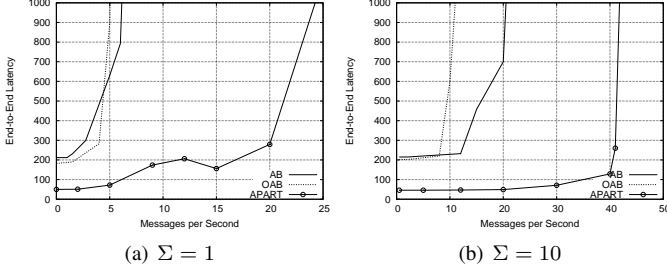 1000
900
800
700
600
500
400
300
200
100
0
End-to-End Latency
AB
OAB
APART
0 5 10 15 20 25
Messages per Second
(a) Σ = 1
1000
900
800
700
600
500
400
300
200
100
0
End-to-End Latency
AB
OAB
APART
0 10 20 30 40 50
Messages per Second
(b) Σ = 10